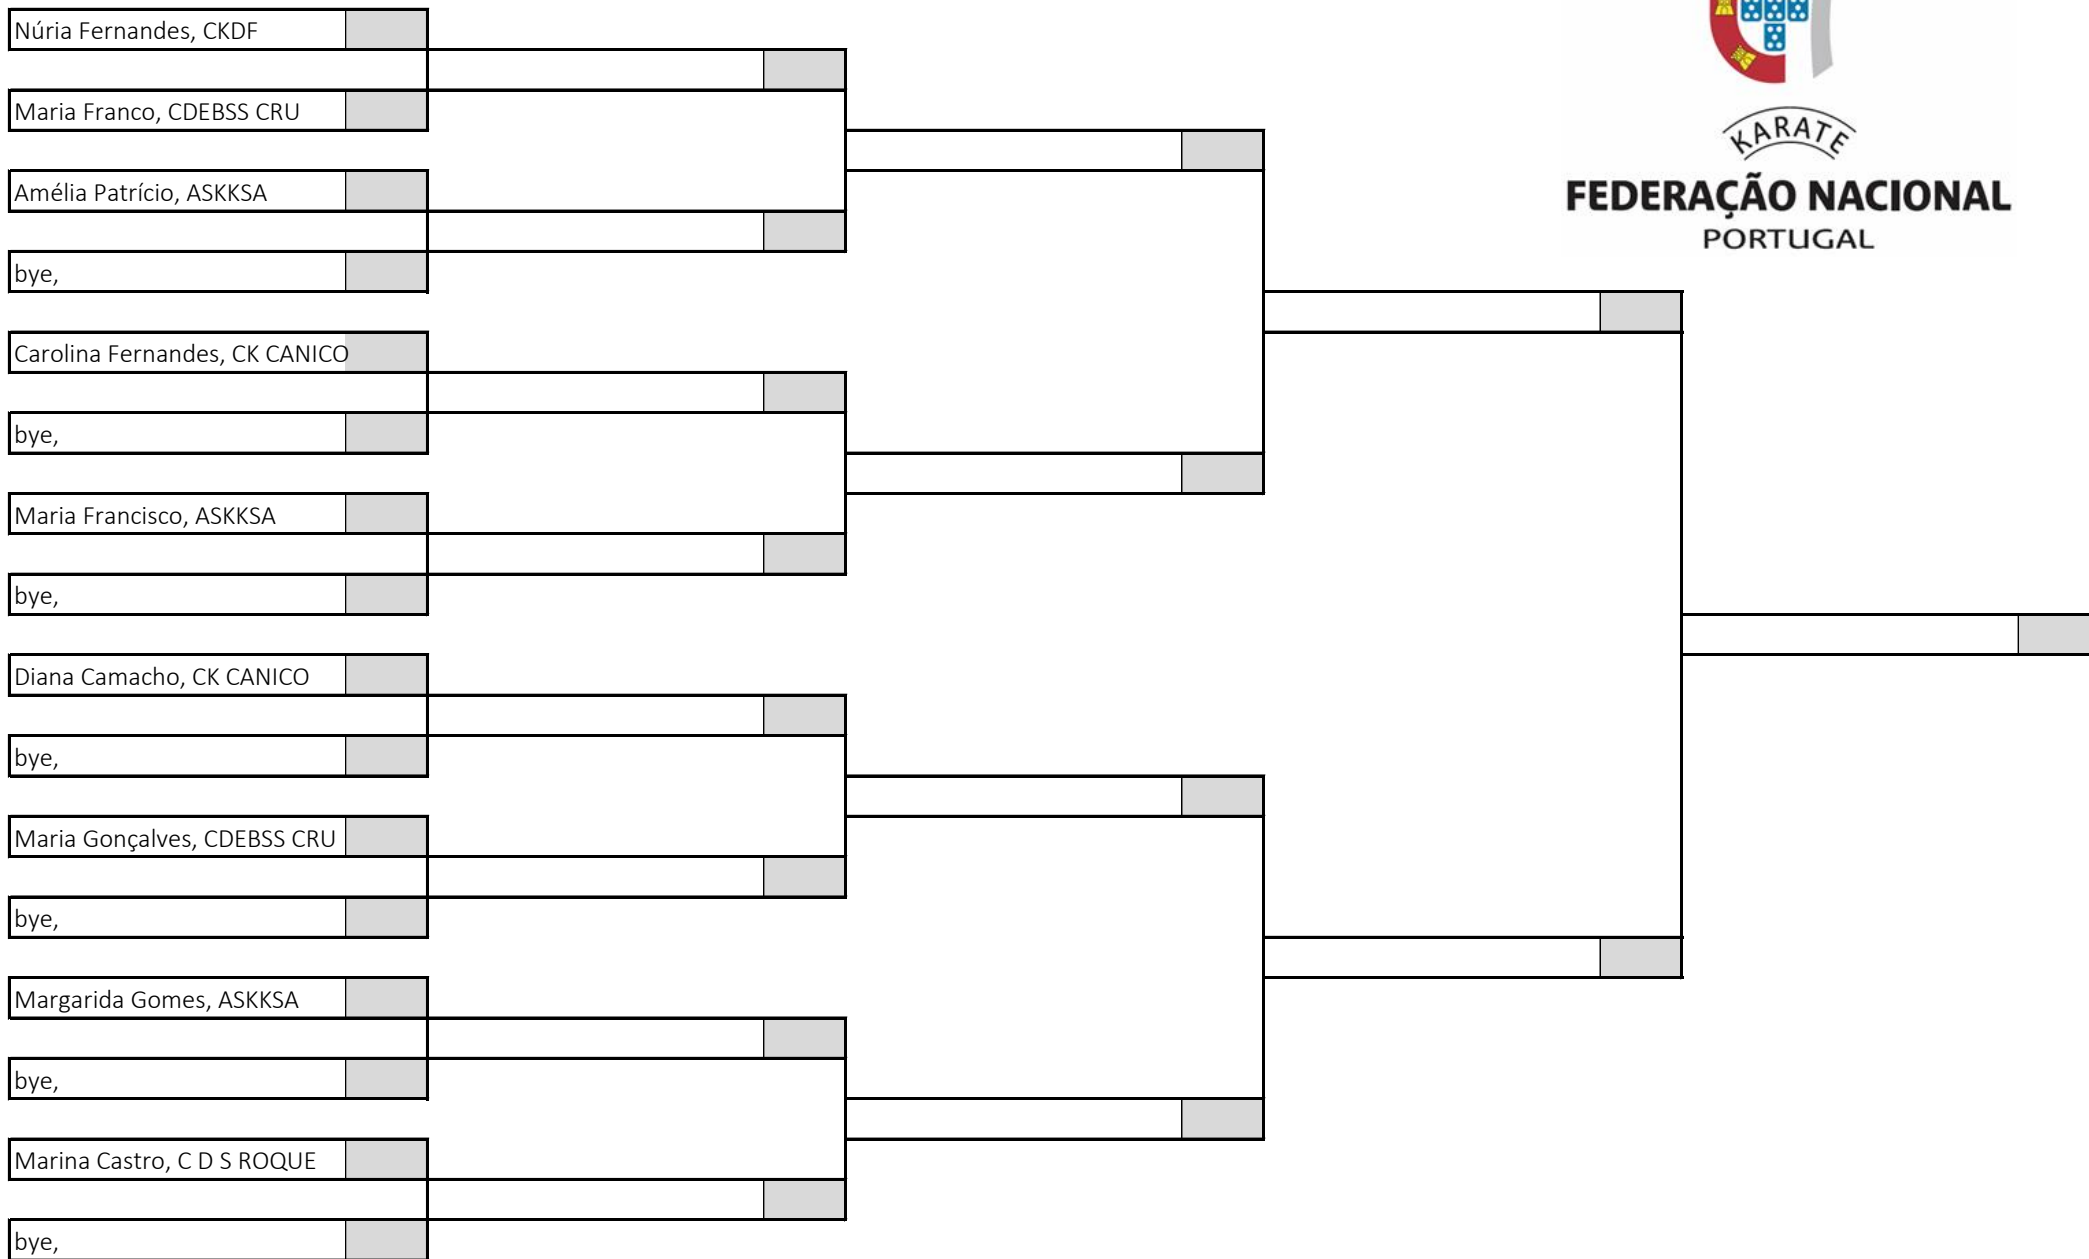 Núria Fernandes, CKDF
Maria Franco, CDEBSS CRU
Amélia Patrício, ASKKSA
bye,
Carolina Fernandes, CK CANICO
bye,
Maria Francisco, ASKKSA
bye,
Diana Camacho, CK CANICO
bye,
Maria Gonçalves, CDEBSS CRU
bye,
Margarida Gomes, ASKKSA
bye,
Marina Castro, C D S ROQUE
bye,
KARATE
FEDERAÇÃO NACIONAL
PORTUGAL